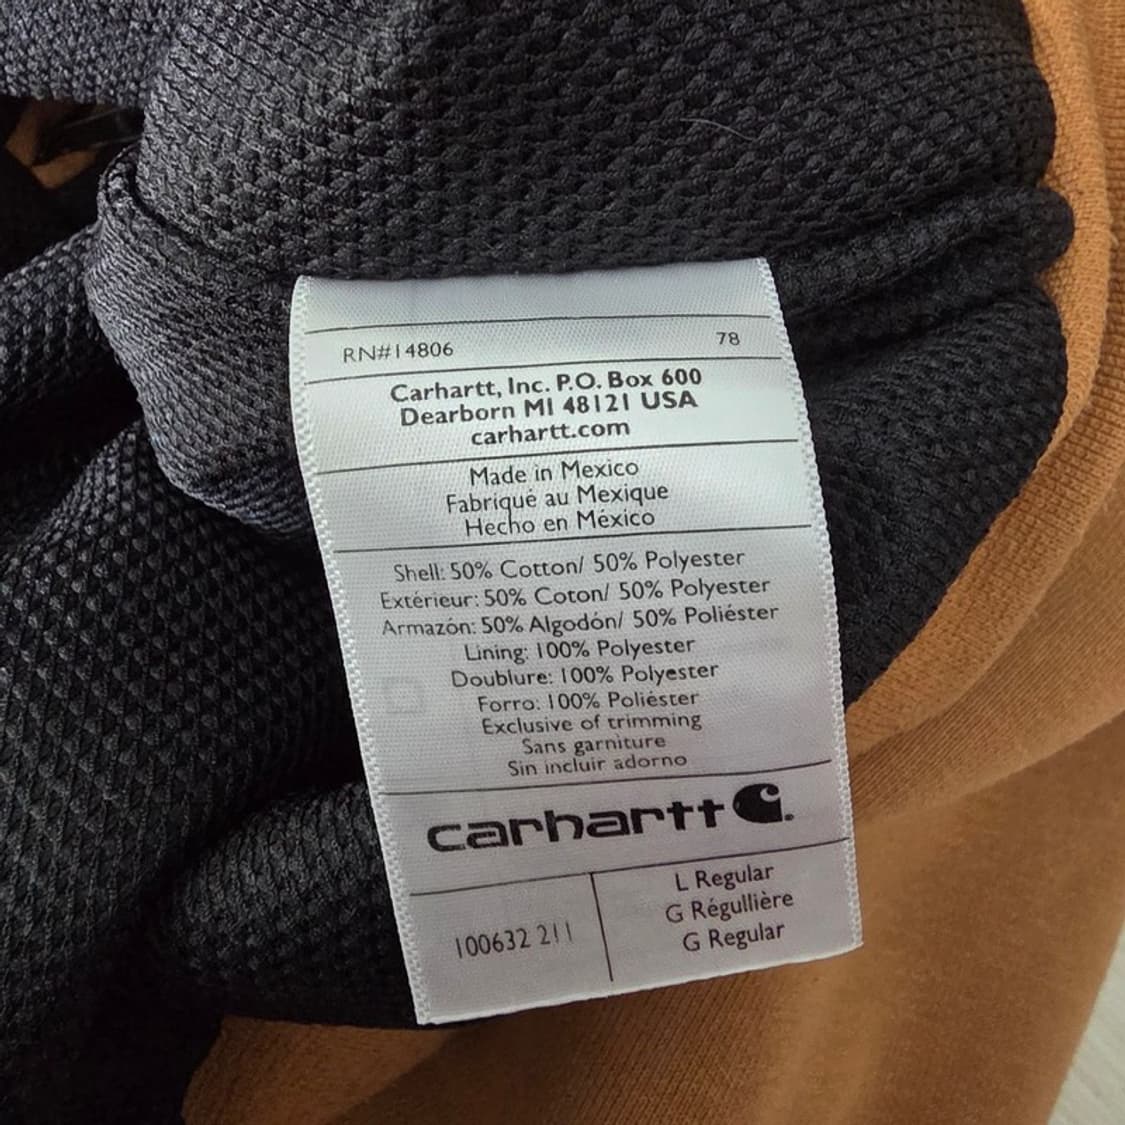 RN#14806 78
Carhartt, Inc. P.O. Box 600
Dearborn MI 48121 USA
carhartt.com
Made in Mexico
Fabriqué au Mexique
Hecho en México
Shell: 50% Cotton/ 50% Polyester
Extérieur: 50% Coton/ 50% Polyester
Armazón: 50% Algodón/ 50% Poliéster
Lining: 100% Polyester
Doublure: 100% Polyester
Forro: 100% Poliéster
Exclusive of trimming
Sans garniture
Sin incluir adorno
carhartt
100632 211
L Regular
G Régullière
G Regular